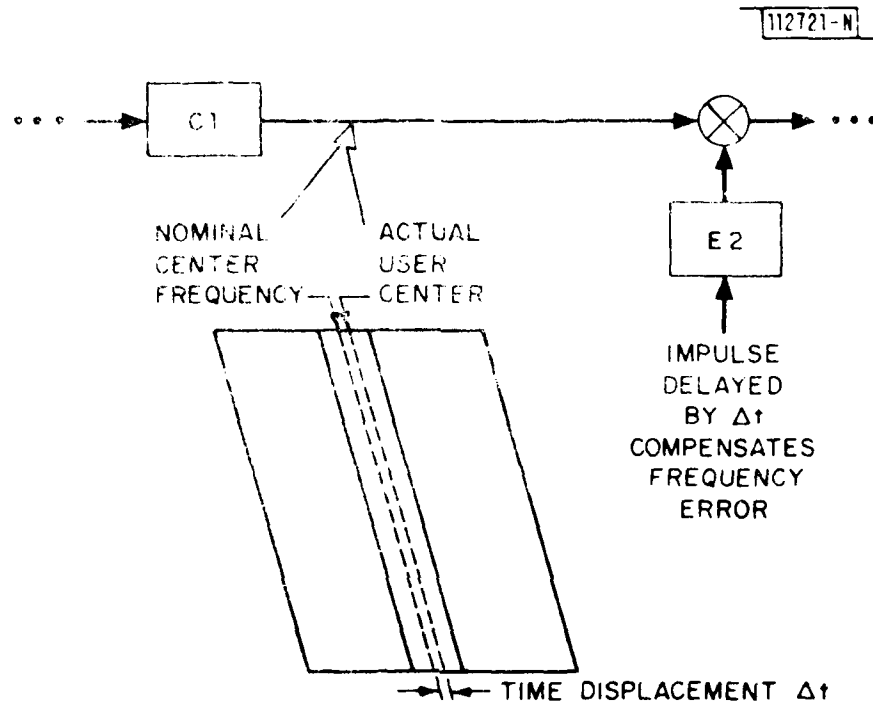 112721-N
C1
NOMINAL
CENTER
FREQUENCY
ACTUAL
USER
CENTER
E2
IMPULSE
DELAYED
BY Δt
COMPENSATES
FREQUENCY
ERROR
TIME DISPLACEMENT Δt